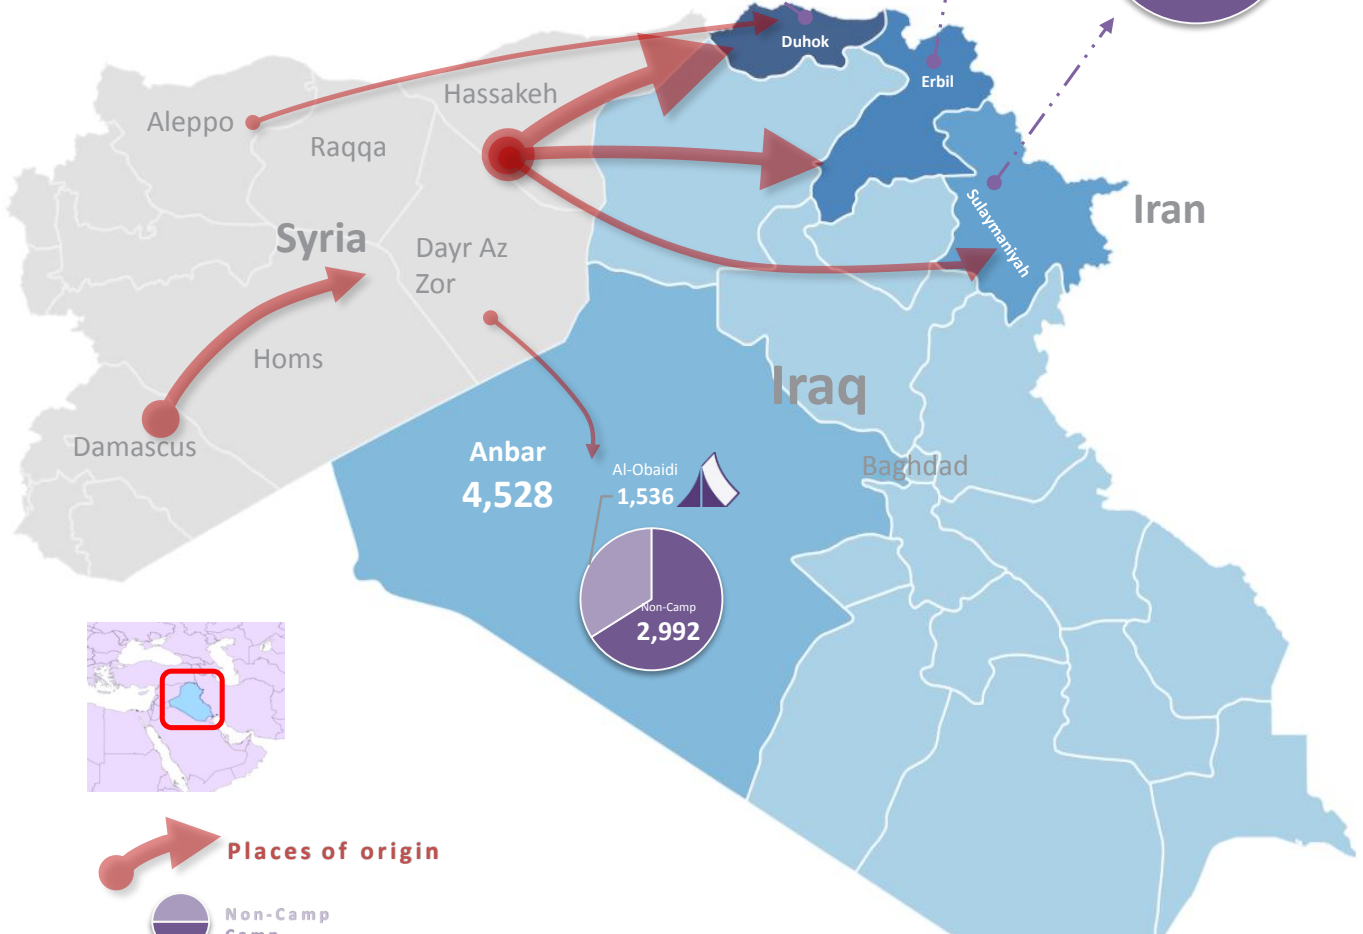 Duhok
Erbil
Hassakeh
Aleppo
Raqqa
Sulaymaniyah
Iran
Syria
Dayr Az
Zor
Homs
Iraq
Damascus
Anbar
4,528
Al-Obaidi
1,536
Baghdad
Non-Camp
2,992
Places of origin
Non-Camp
Camp